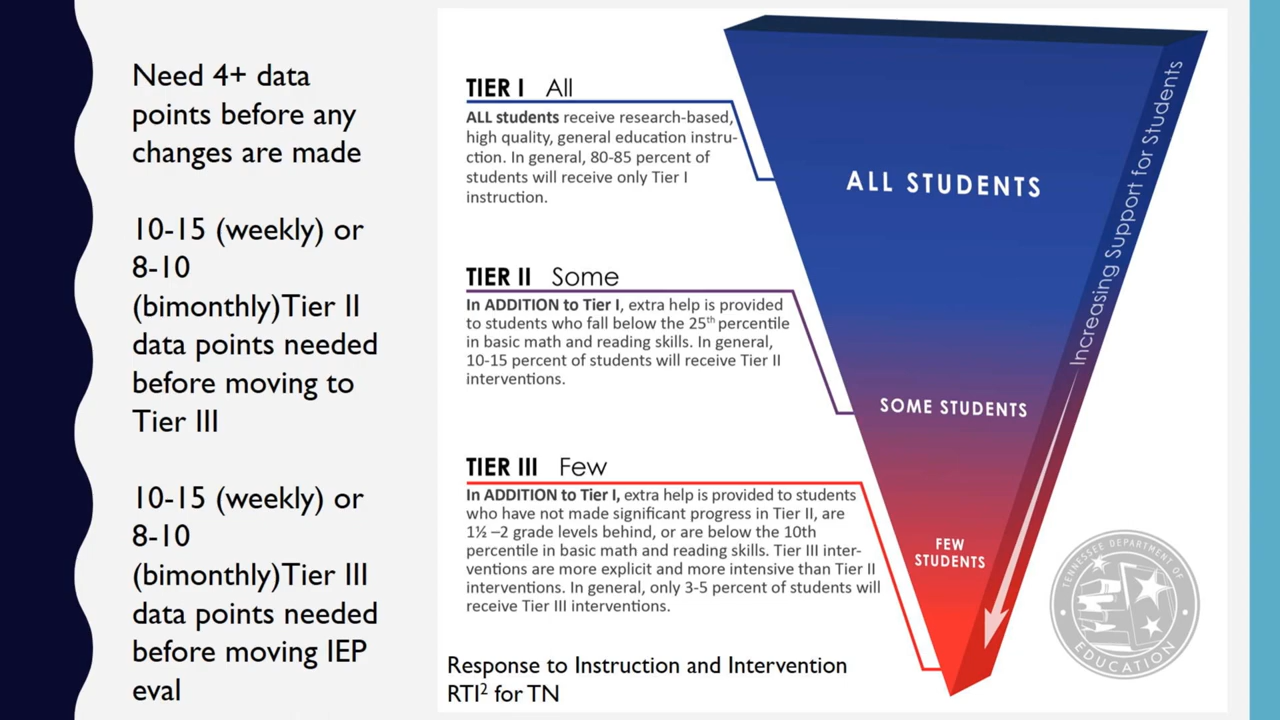 Need 4+ data
points before any
changes are made
10-15 (weekly) or
8-10
(bimonthly)Tier II
data points needed
before moving to
Tier III
10-15 (weekly) or
8-10
(bimonthly)Tier III
data points needed
before moving IEP
eval
TIER I All
ALL students receive research-based,
high quality, general education instru-
ction. In general, 80-85 percent of
students will receive only Tier I
instruction.
TIER II Some
In ADDITION to Tier I, extra help is provided
to students who fall below the 25th percentile
in basic math and reading skills. In general,
10-15 percent of students will receive Tier II
interventions.
TIER III Few
In ADDITION to Tier I, extra help is provided to students
who have not made significant progress in Tier II, are
1½ –2 grade levels behind, or are below the 10th
percentile in basic math and reading skills. Tier III inter-
ventions are more explicit and more intensive than Tier II
interventions. In general, only 3-5 percent of students will
receive Tier III interventions.
Response to Instruction and Intervention
RTI² for TN
ALL STUDENTS
SOME STUDENTS
FEW
STUDENTS
Increasing Support for Students
TENNESSEE DEPARTMENT OF
EDUCATION